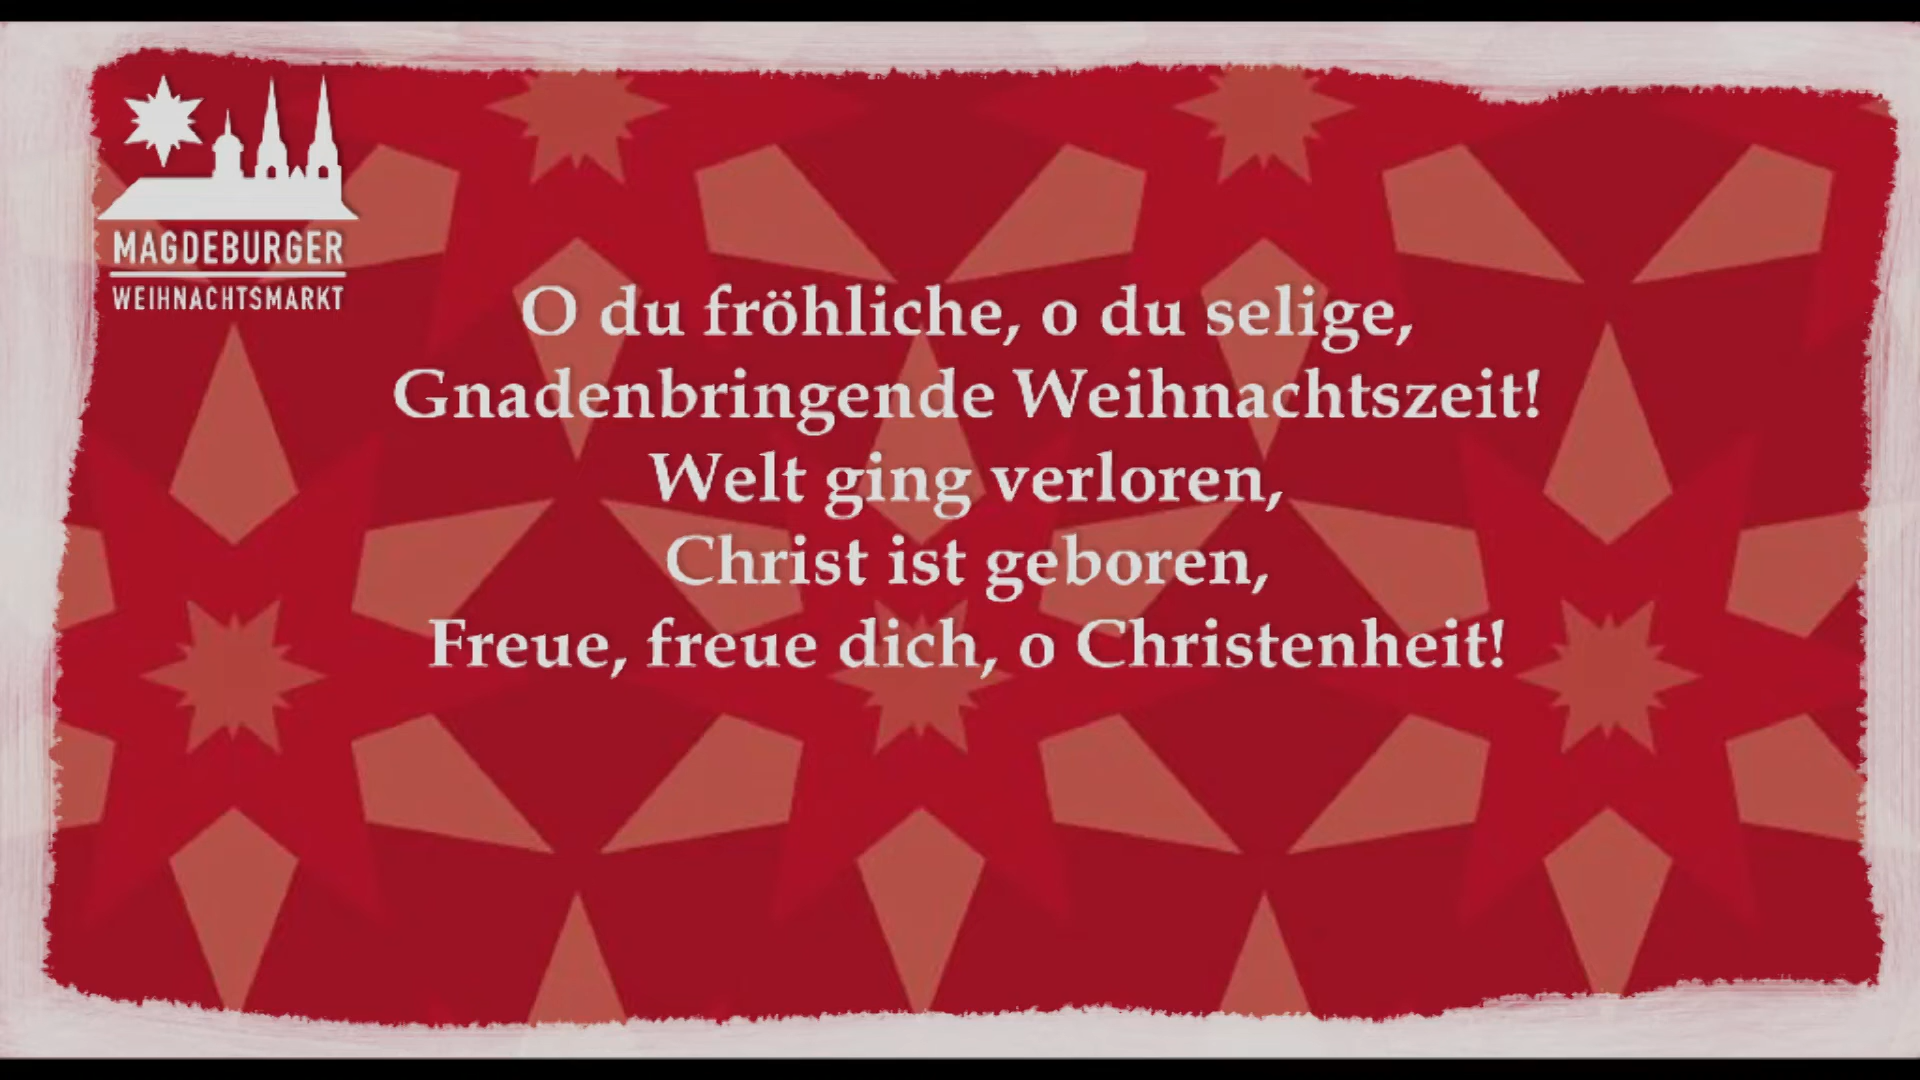 MAGDEBURGER
WEIHNACHTSMARKT
O du fröhliche, o du selige,
Gnadenbringende Weihnachtszeit!
Welt ging verloren,
Christ ist geboren,
Freue, freue dich, o Christenheit!